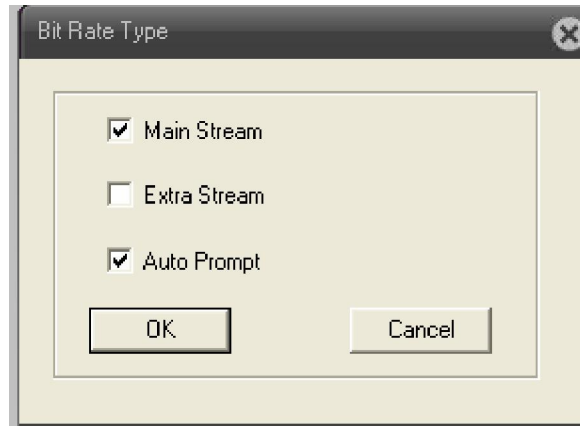 Bit Rate Type
Main Stream
Extra Stream
Auto Prompt
OK Cancel